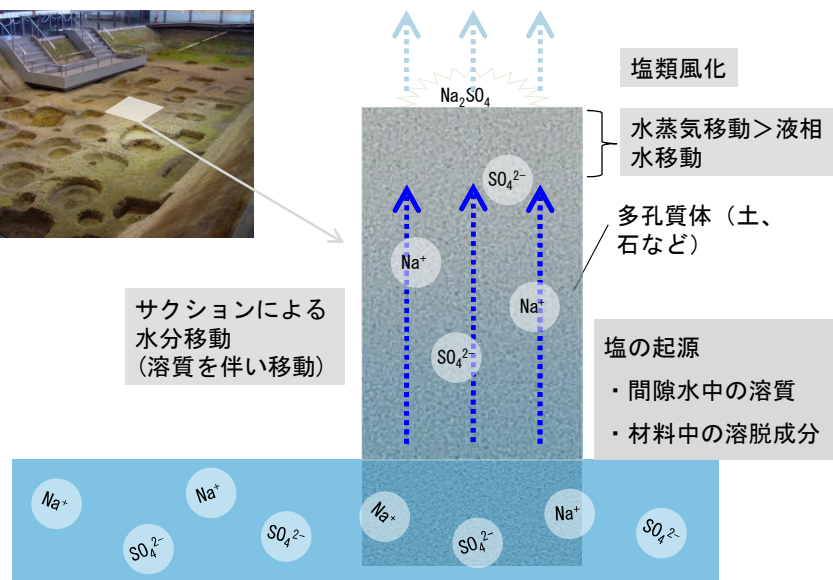 Na₂SO₄
塩類風化
水蒸気移動＞液相
水移動
SO₄²⁻
多孔質体（土、
石など）
Na⁺
Na⁺
サクションによる
水分移動
(溶質を伴い移動）
SO₄²⁻
塩の起源
・間隙水中の溶質
・材料中の溶脱成分
Na⁺
Na⁺
Na⁺
Na⁺
SO₄²⁻
SO₄²⁻
SO₄²⁻
SO₄²⁻